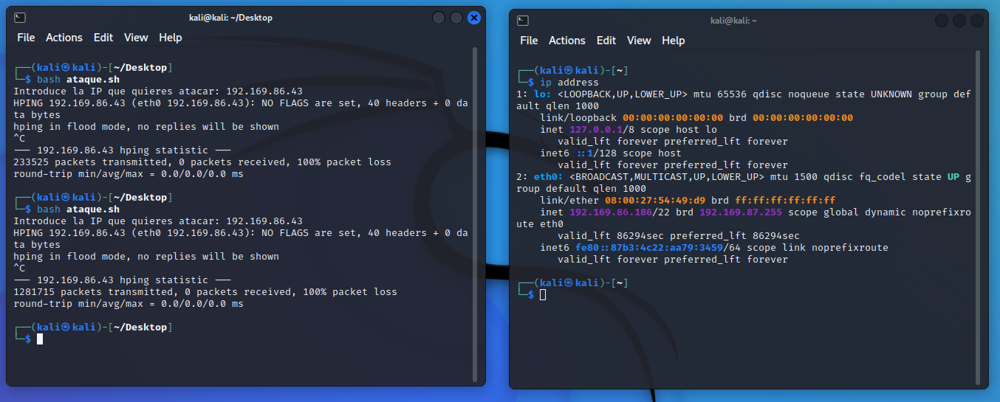 kali@kali: ~/Desktop
File Actions Edit View Help
┌──(kali㉿kali)-[~/Desktop]
└─$ bash ataque.sh
Introduce la IP que quieres atacar: 192.169.86.43
HPING 192.169.86.43 (eth0 192.169.86.43): NO FLAGS are set, 40 headers + 0 da
ta bytes
hping in flood mode, no replies will be shown
^C
--- 192.169.86.43 hping statistic ---
233525 packets transmitted, 0 packets received, 100% packet loss
round-trip min/avg/max = 0.0/0.0/0.0 ms
┌──(kali㉿kali)-[~/Desktop]
└─$ bash ataque.sh
Introduce la IP que quieres atacar: 192.169.86.43
HPING 192.169.86.43 (eth0 192.169.86.43): NO FLAGS are set, 40 headers + 0 da
ta bytes
hping in flood mode, no replies will be shown
^C
--- 192.169.86.43 hping statistic ---
1281715 packets transmitted, 0 packets received, 100% packet loss
round-trip min/avg/max = 0.0/0.0/0.0 ms
┌──(kali㉿kali)-[~/Desktop]
└─$
kali@kali: ~
File Actions Edit View Help
┌──(kali㉿kali)-[~]
└─$ ip address
1: lo: <LOOPBACK,UP,LOWER_UP> mtu 65536 qdisc noqueue state UNKNOWN group def
ault qlen 1000
link/loopback 00:00:00:00:00:00 brd 00:00:00:00:00:00
inet 127.0.0.1/8 scope host lo
valid_lft forever preferred_lft forever
inet6 ::1/128 scope host
valid_lft forever preferred_lft forever
2: eth0: <BROADCAST,MULTICAST,UP,LOWER_UP> mtu 1500 qdisc fq_codel state UP g
roup default qlen 1000
link/ether 08:00:27:54:49:d9 brd ff:ff:ff:ff:ff:ff
inet 192.169.86.186/22 brd 192.169.87.255 scope global dynamic noprefixro
ute eth0
valid_lft 86294sec preferred_lft 86294sec
inet6 fe80::87b3:4c22:aa79:3459/64 scope link noprefixroute
valid_lft forever preferred_lft forever
┌──(kali㉿kali)-[~]
└─$